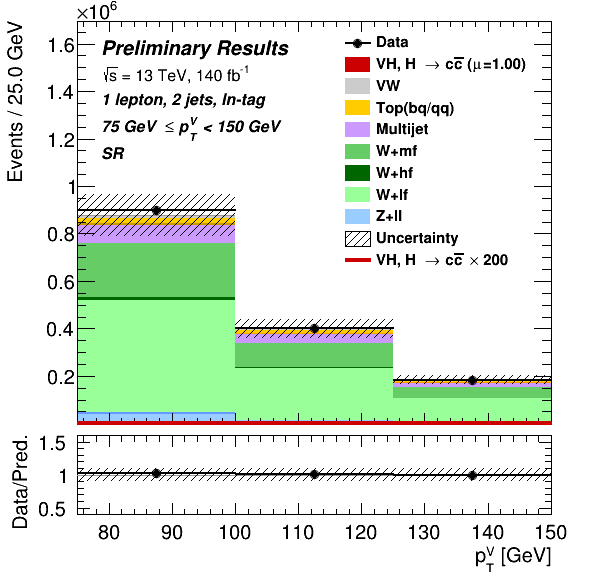 ×10⁶
Events / 25.0 GeV
1.6
1.4
1.2
1
0.8
0.6
0.4
0.2
Preliminary Results
√s = 13 TeV, 140 fb⁻¹
1 lepton, 2 jets, ln-tag
75 GeV ≤ p_T^V < 150 GeV
SR
Data
VH, H → cc̅ (μ=1.00)
VW
Top(bq/qq)
Multijet
W+mf
W+hf
W+lf
Z+ll
Uncertainty
VH, H → cc̅ × 200
Data/Pred.
1.5
1
0.5
80 90 100 110 120 130 140 150
p_T^V [GeV]